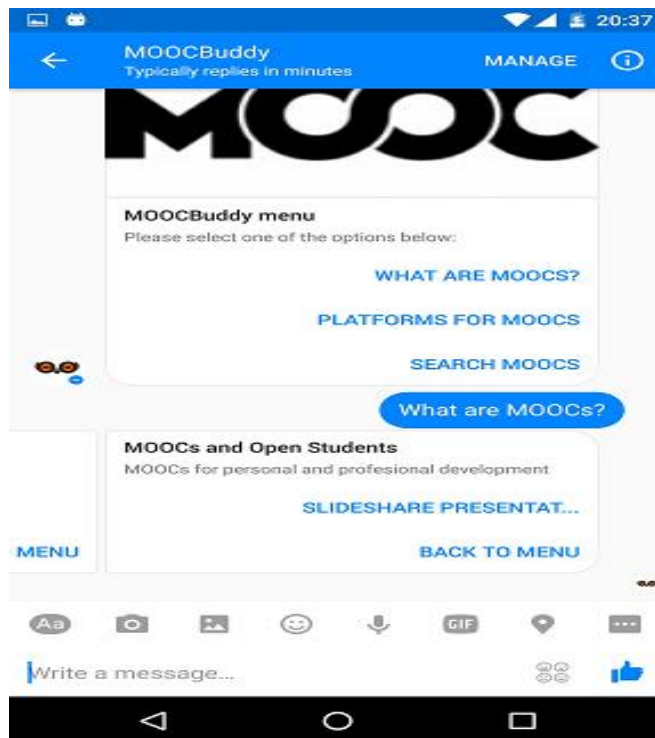 20:37
MOOCBuddy
Typically replies in minutes
MANAGE
MOOC
MOOCBuddy menu
Please select one of the options below:
WHAT ARE MOOCS?
PLATFORMS FOR MOOCS
SEARCH MOOCS
What are MOOCs?
MOOCs and Open Students
MOOCs for personal and profesional development
SLIDESHARE PRESENTAT...
MENU
BACK TO MENU
Aa
GIF
Write a message...